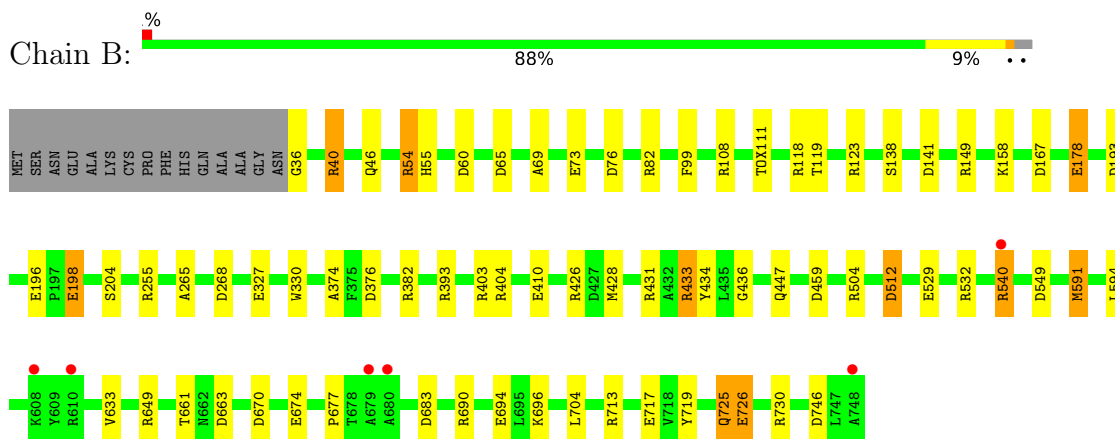 %
Chain B:
88% 9% • •
MET SER ASN GLU ALA LYS CYS PRO PHE HIS GLN ALA ALA GLY ASN G36 R40 Q46 R54 H55 D60 D65 A69 E73 D76 R82 F99 R108 TOX111 R118 T119 R123 S138 D141 R149 K158 D167 E178 D193
E196 P197 E198 S204 R255 A265 D268 E327 W330 A374 F375 D376 R382 R393 R403 R404 E410 R426 D427 M428 R431 A432 R433 Y434 L435 G436 Q447 D459 R504 D512 E529 R532 R540 D549 M591 L594
K608 Y609 R610 V633 R649 T661 N662 D663 D670 E674 P677 T678 A679 A680 D683 R690 E694 L695 K696 L704 R713 E717 V718 Y719 Q725 E726 R730 D746 L747 A748